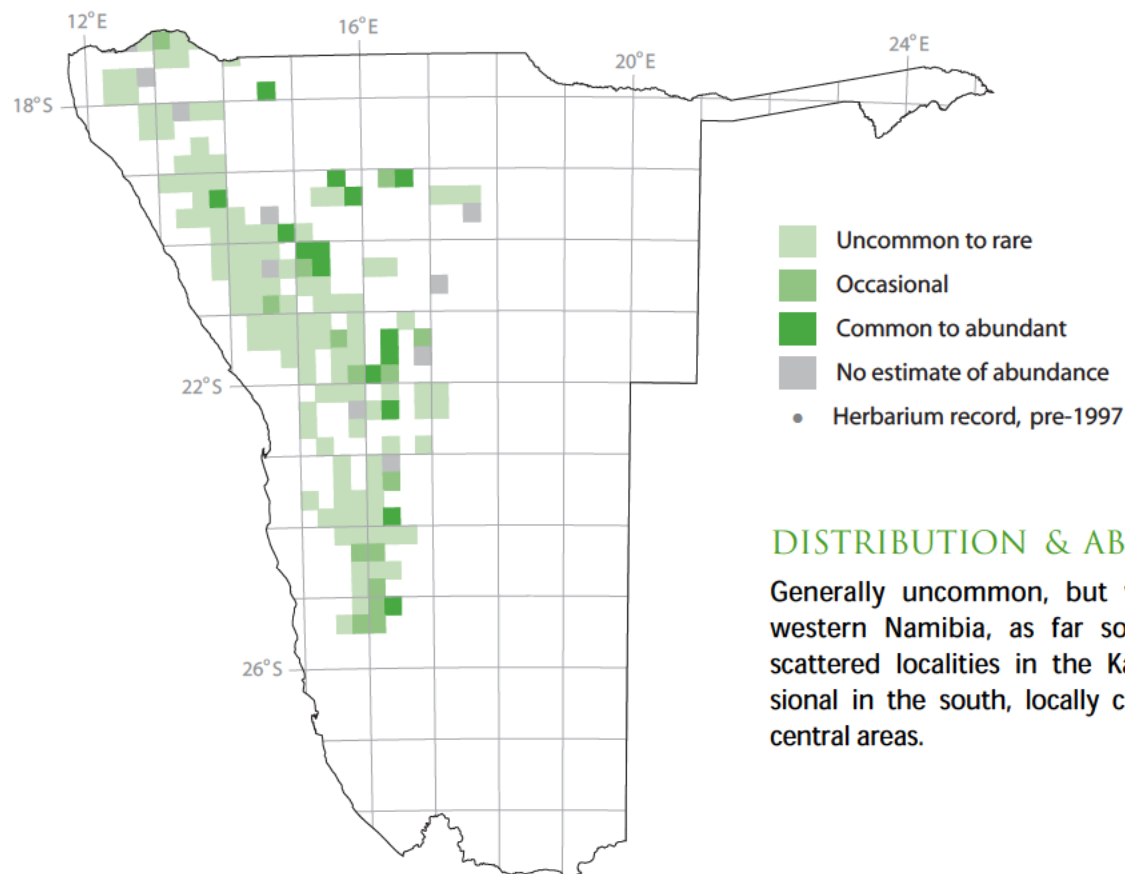 12°E
16°E
20°E
24°E
18°S
22°S
26°S
Uncommon to rare
Occasional
Common to abundant
No estimate of abundance
Herbarium record, pre-1997
DISTRIBUTION & AB
Generally uncommon, but
western Namibia, as far so
scattered localities in the Ka
sional in the south, locally c
central areas.